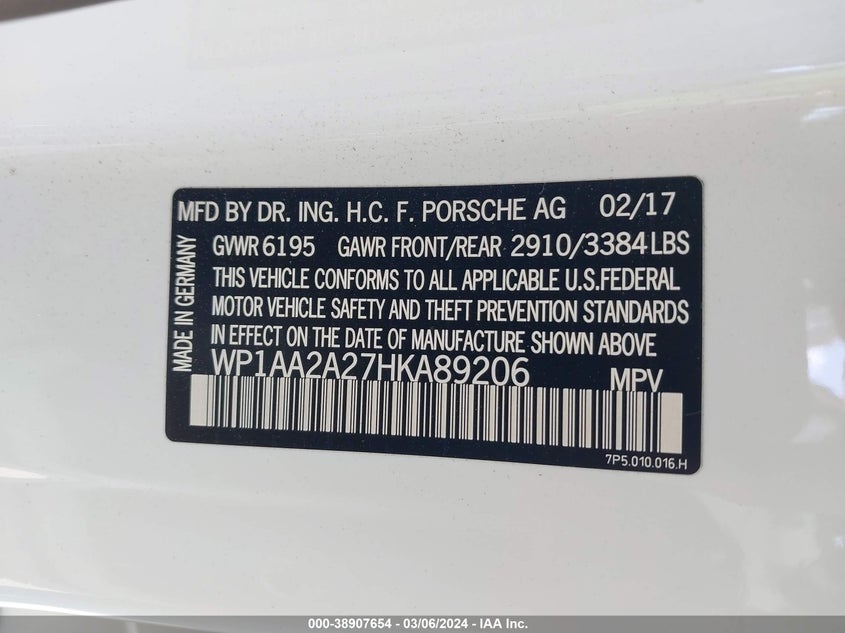 MFD BY DR. ING. H.C. F. PORSCHE AG 02/17
GVWR 6195 GAWR FRONT/REAR 2910/3384 LBS
THIS VEHICLE CONFORMS TO ALL APPLICABLE U.S.FEDERAL
MOTOR VEHICLE SAFETY AND THEFT PREVENTION STANDARDS
IN EFFECT ON THE DATE OF MANUFACTURE SHOWN ABOVE
WP1AA2A27HKA89206 MPV
MADE IN GERMANY
7P5.010.016.H
000-38907654 - 03/06/2024 - IAA Inc.